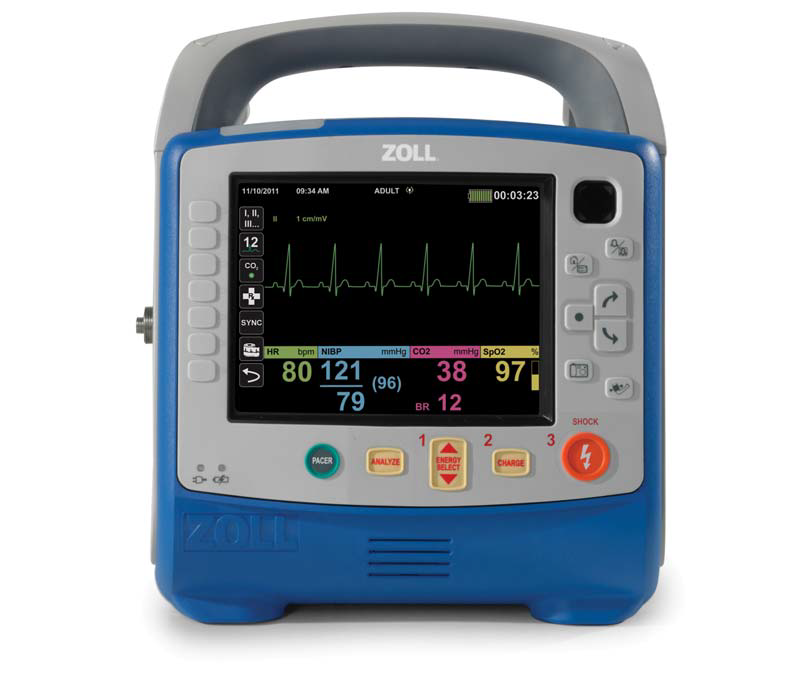 ZOLL
11/10/2011 09:34 AM ADULT 00:03:23
I, II,
III...
II 1 cm/mV
12
CO2
SYNC
HR bpm NIBP mmHg CO2 mmHg SpO2 %
80 121 (96) 38 97
79 BR 12
SHOCK
1 2 3
PACER ANALYZE ENERGY
SELECT CHARGE
ZOLL